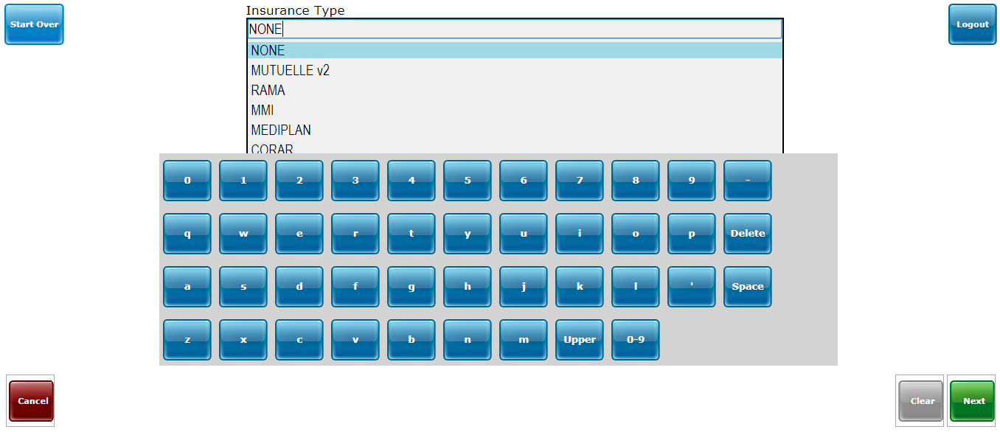 Start Over
Insurance Type
Logout
NONE
NONE
MUTUELLE v2
RAMA
MMI
MEDIPLAN
CORAR
0 1 2 3 4 5 6 7 8 9 -
q w e r t y u i o p Delete
a s d f g h j k l ' Space
z x c v b n m Upper 0-9
Cancel
Clear
Next